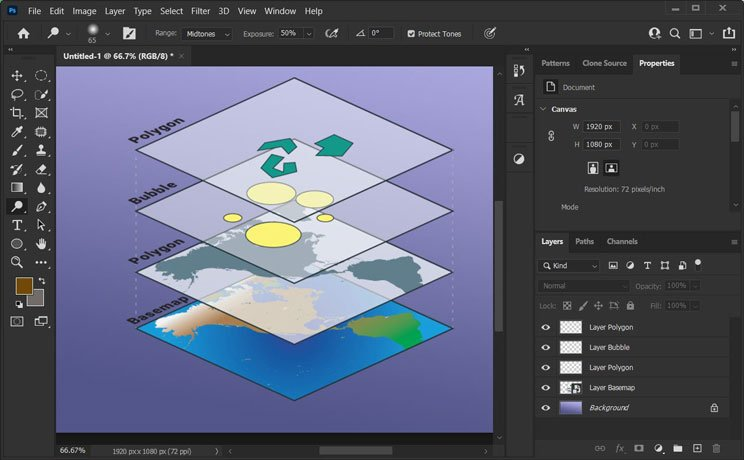 Ps File Edit Image Layer Type Select Filter 3D View Window Help
65 Range: Midtones Exposure: 50% 0° Protect Tones
Untitled-1 @ 66.7% (RGB/8) *
Patterns Clone Source Properties
Document
Canvas
W 1920 px X 0 px
H 1080 px Y 0 px
Resolution: 72 pixels/inch
Mode
Polygon
Bubble
Polygon
Basemap
Layers Paths Channels
Kind
Normal Opacity: 100%
Lock: Fill: 100%
Layer Polygon
Layer Bubble
Layer Polygon
Layer Basemap
Background
66.67% 1920 px x 1080 px (72 ppi)